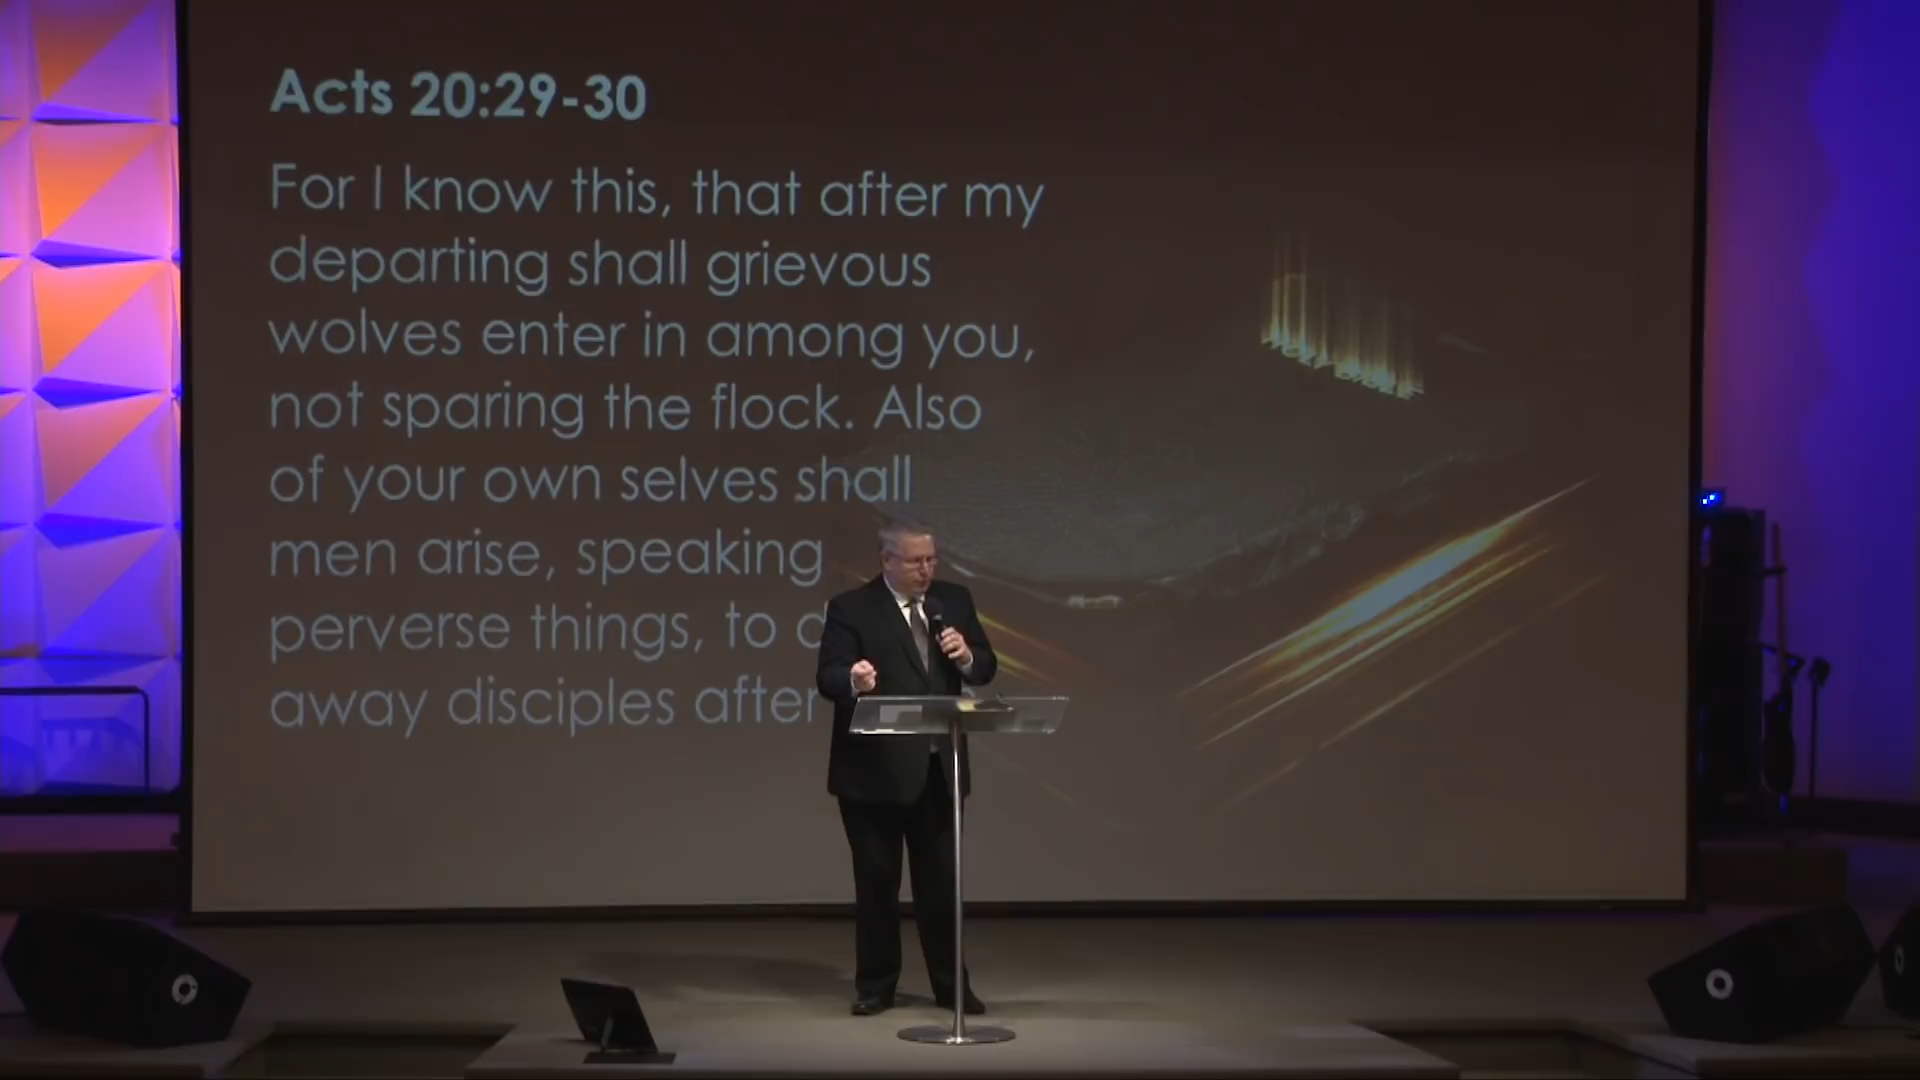 Acts 20:29-30
For I know this, that after my
departing shall grievous
wolves enter in among you,
not sparing the flock. Also
of your own selves shall
men arise, speaking
perverse things, to
away disciples after